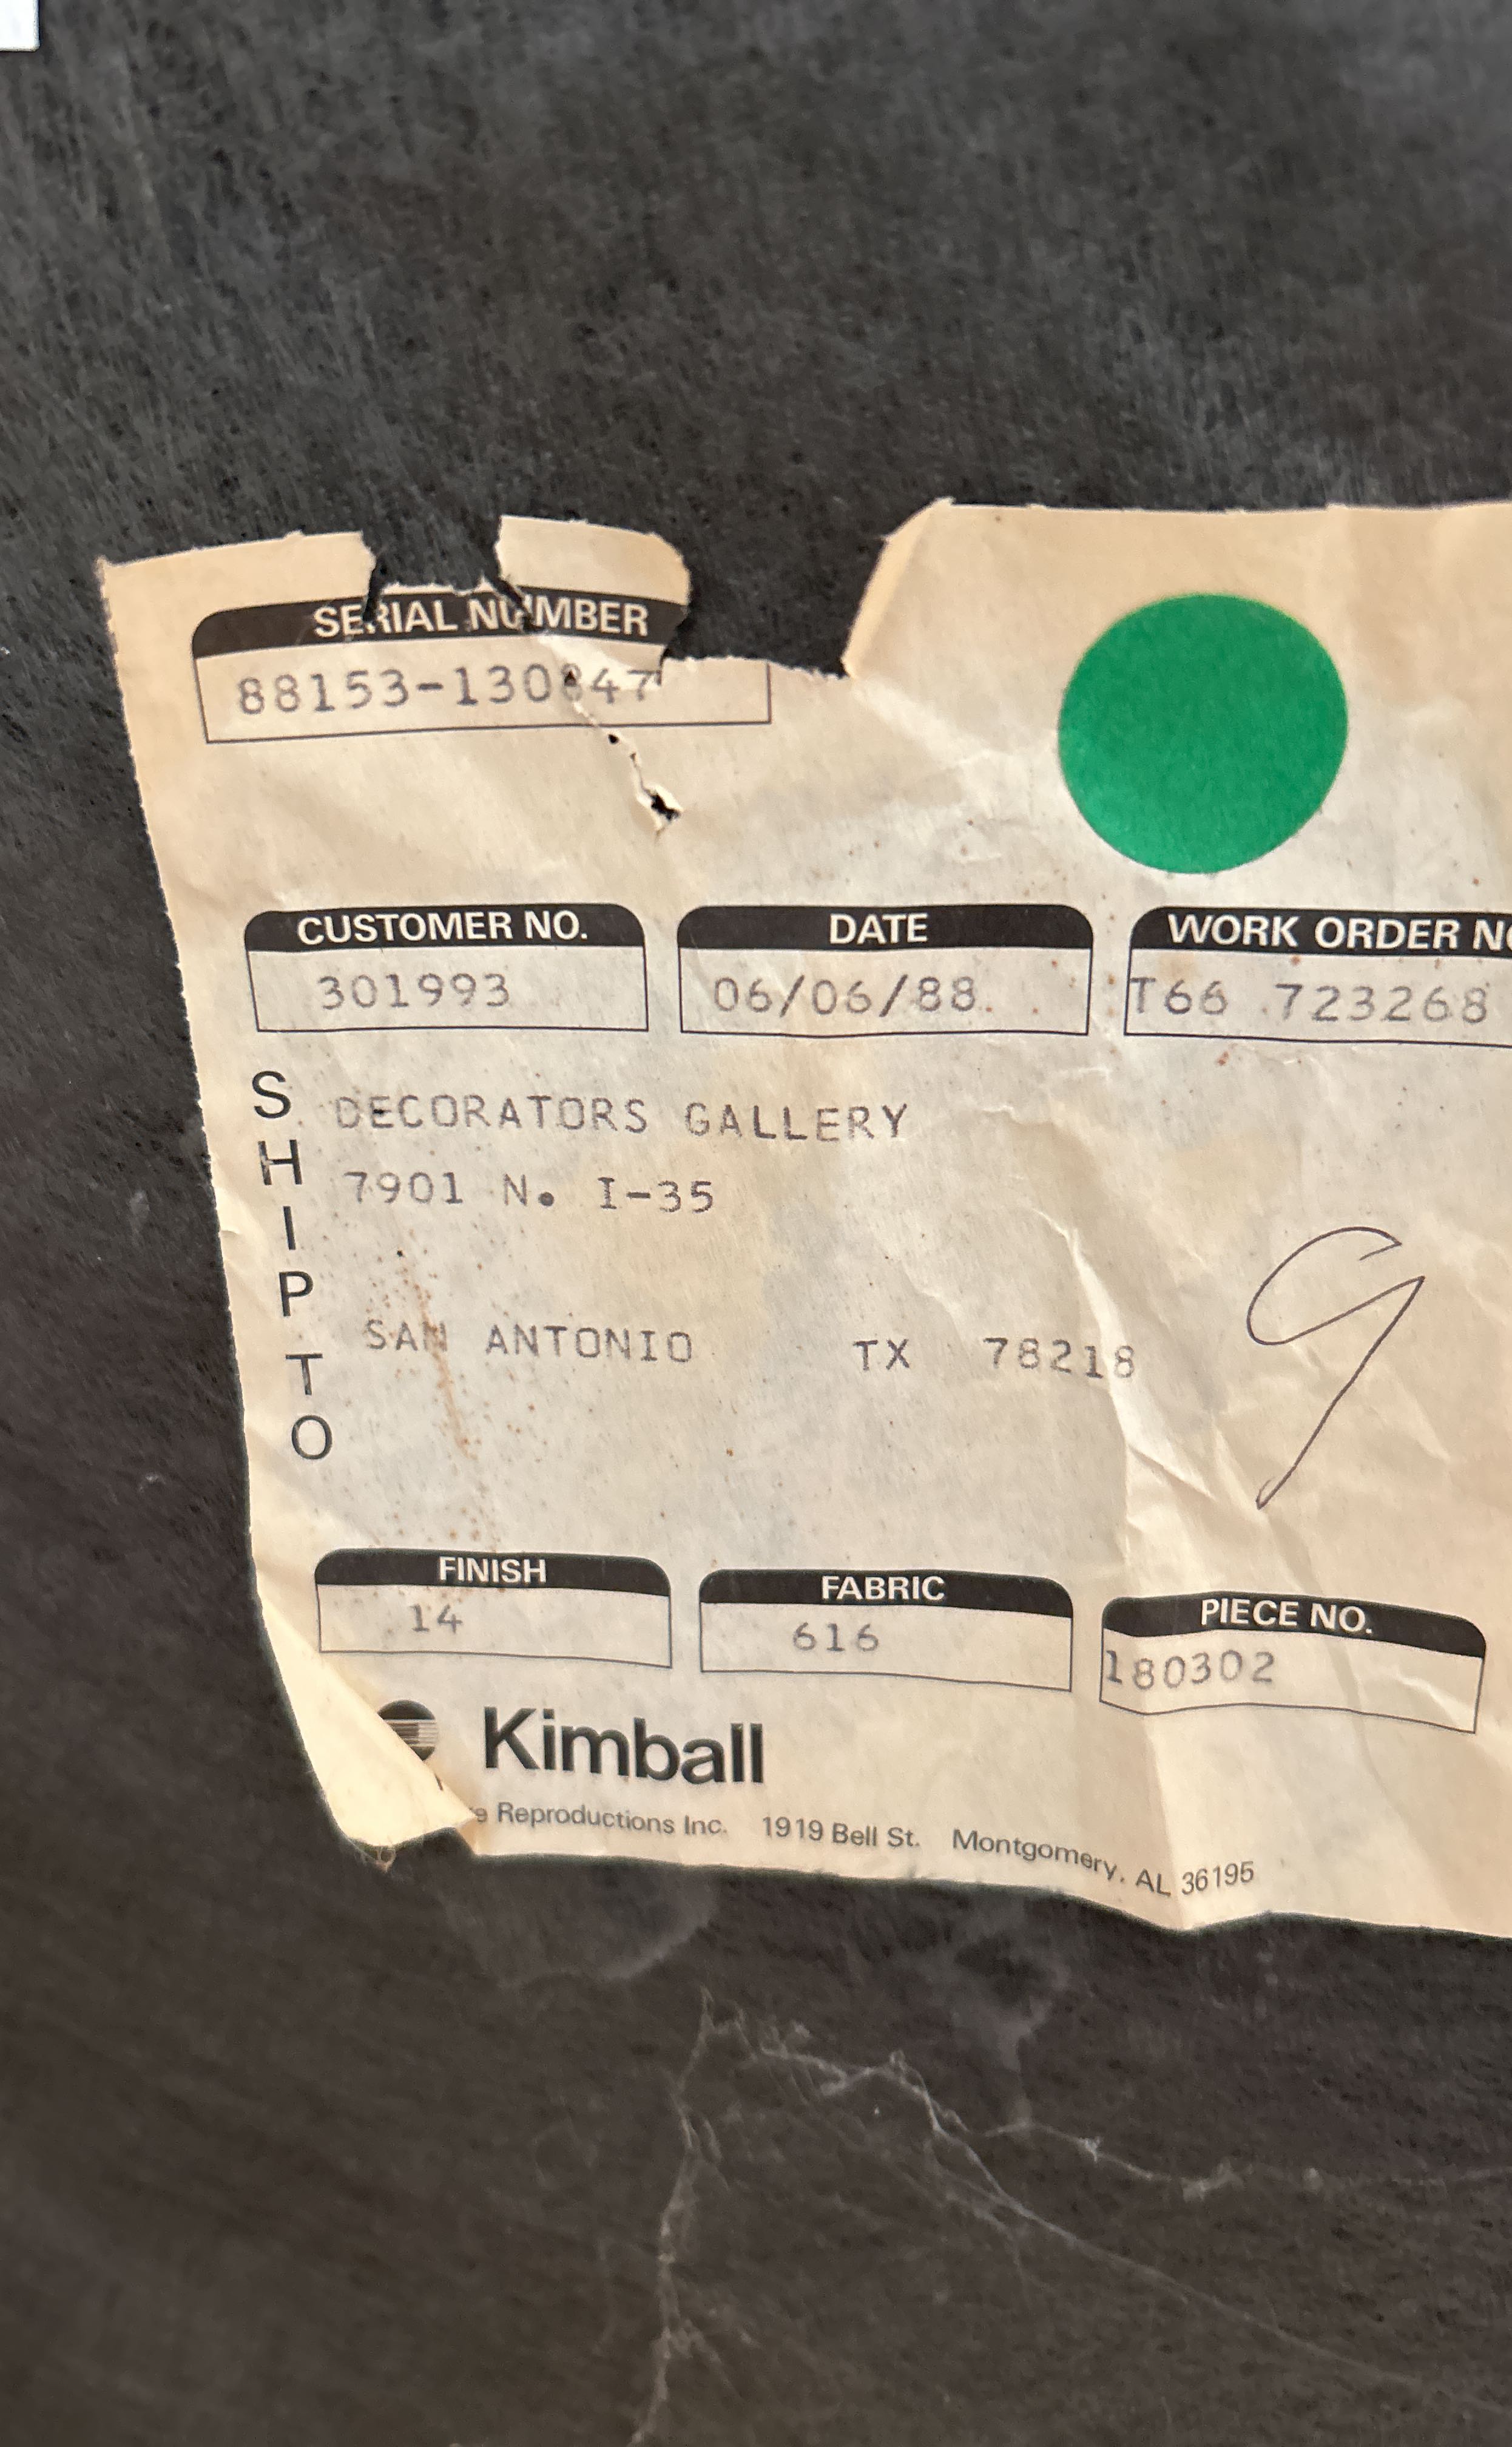 SERIAL NUMBER
88153-130847
CUSTOMER NO.
301993
DATE
06/06/88
WORK ORDER
T66 723268
SHIP TO
DECORATORS GALLERY
7901 N. I-35
SAN ANTONIO TX 78218
9
FINISH
14
FABRIC
616
PIECE NO.
180302
Kimball
Reproductions Inc. 1919 Bell St. Montgomery, AL 36195